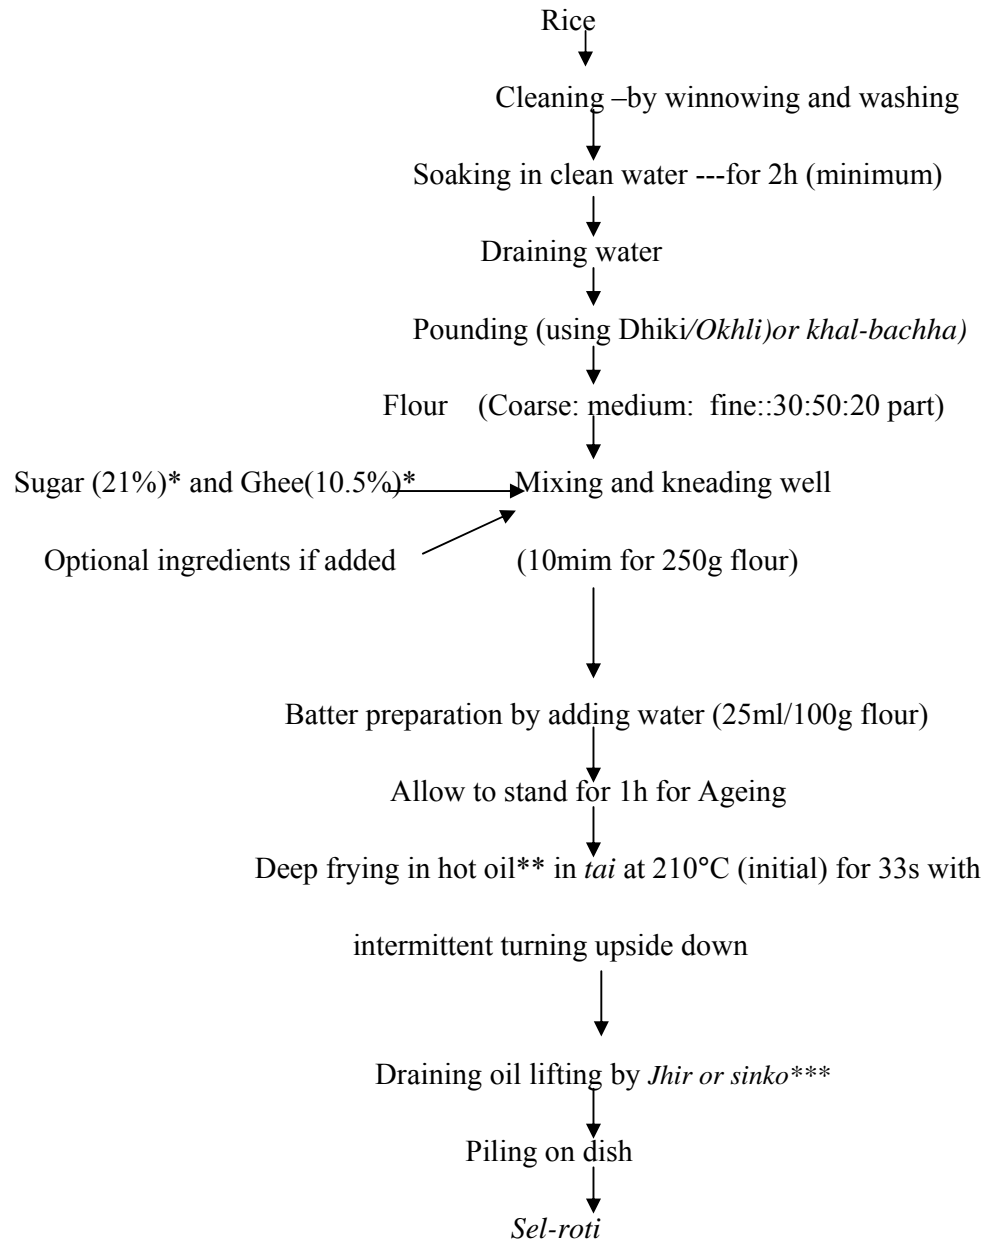 Rice
Cleaning –by winnowing and washing
Soaking in clean water ---for 2h (minimum)
Draining water
Pounding (using Dhiki/Okhli)or khal-bachha)
Flour (Coarse: medium: fine::30:50:20 part)
Sugar (21%)* and Ghee(10.5%)* Mixing and kneading well
Optional ingredients if added (10mim for 250g flour)
Batter preparation by adding water (25ml/100g flour)
Allow to stand for 1h for Ageing
Deep frying in hot oil** in tai at 210°C (initial) for 33s with
intermittent turning upside down
Draining oil lifting by Jhir or sinko***
Piling on dish
Sel-roti